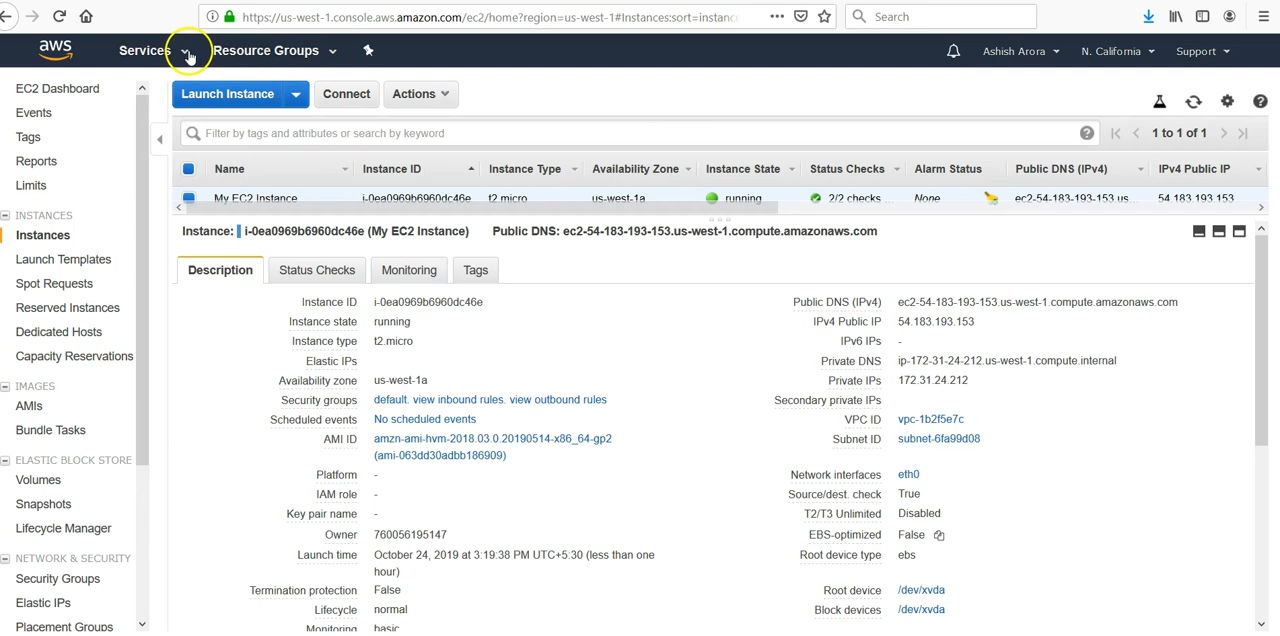 https://us-west-1.console.aws.amazon.com/ec2/home?region=us-west-1#Instances:sort=instanc
Search
aws
Services
Resource Groups
Ashish Arora
N. California
Support
EC2 Dashboard
Events
Tags
Reports
Limits
INSTANCES
Instances
Launch Templates
Spot Requests
Reserved Instances
Dedicated Hosts
Capacity Reservations
IMAGES
AMIs
Bundle Tasks
ELASTIC BLOCK STORE
Volumes
Snapshots
Lifecycle Manager
NETWORK & SECURITY
Security Groups
Elastic IPs
Placement Groups
Launch Instance
Connect
Actions
Filter by tags and attributes or search by keyword
1 to 1 of 1
Name Instance ID Instance Type Availability Zone Instance State Status Checks Alarm Status Public DNS (IPv4) IPv4 Public IP
My EC2 Instance i-0ea0969b6960dc46e t2.micro us-west-1a running 2/2 checks ... None ec2-54-183-193-153.us... 54.183.193.153
Instance: i-0ea0969b6960dc46e (My EC2 Instance) Public DNS: ec2-54-183-193-153.us-west-1.compute.amazonaws.com
Description
Status Checks
Monitoring
Tags
Instance ID i-0ea0969b6960dc46e
Instance state running
Instance type t2.micro
Elastic IPs
Availability zone us-west-1a
Security groups default. view inbound rules. view outbound rules
Scheduled events No scheduled events
AMI ID amzn-ami-hvm-2018.03.0.20190514-x86_64-gp2
(ami-063dd30adbb186909)
Platform -
IAM role -
Key pair name -
Owner 760056195147
Launch time October 24, 2019 at 3:19:38 PM UTC+5:30 (less than one
hour)
Termination protection False
Lifecycle normal
Monitoring basic
Public DNS (IPv4) ec2-54-183-193-153.us-west-1.compute.amazonaws.com
IPv4 Public IP 54.183.193.153
IPv6 IPs -
Private DNS ip-172-31-24-212.us-west-1.compute.internal
Private IPs 172.31.24.212
Secondary private IPs
VPC ID vpc-1b2f5e7c
Subnet ID subnet-6fa99d08
Network interfaces eth0
Source/dest. check True
T2/T3 Unlimited Disabled
EBS-optimized False
Root device type ebs
Root device /dev/xvda
Block devices /dev/xvda